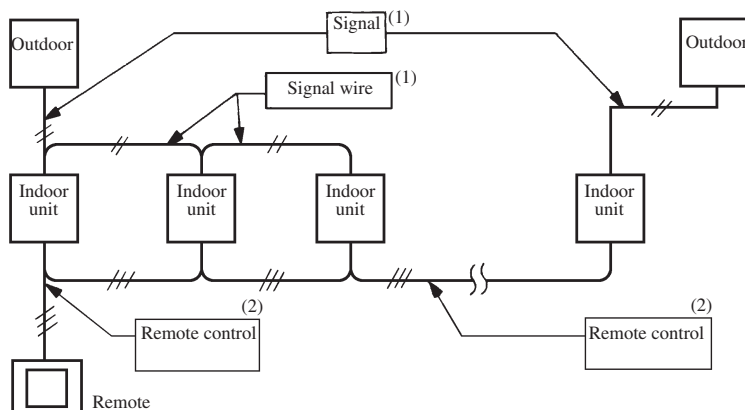 Signal (1)
Outdoor
Outdoor
Signal wire (1)
Indoor
unit
Indoor
unit
Indoor
unit
Indoor
unit
(2)
Remote control
(2)
Remote control
Remote